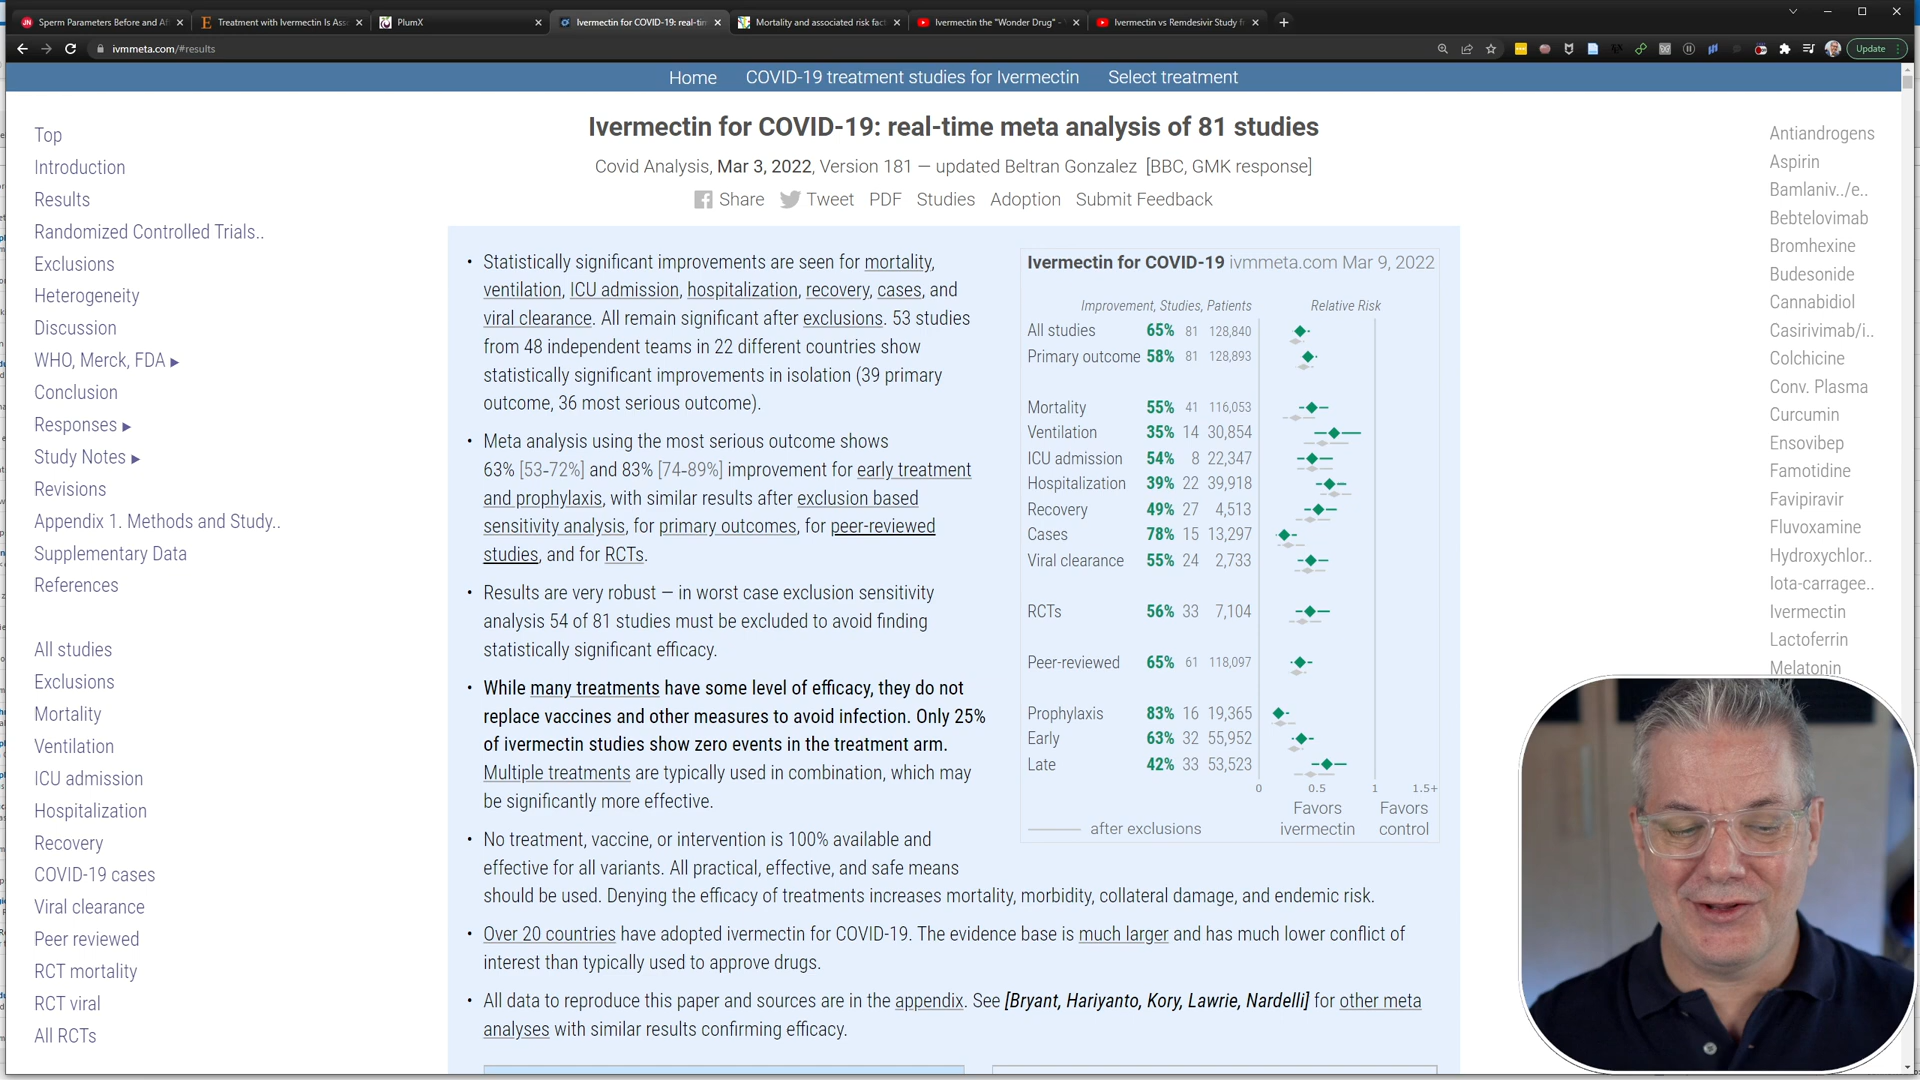 Sperm Parameters Before and A
Treatment with Ivermectin Is Ass
PlumX
Ivermectin for COVID-19: real-tim
Mortality and associated risk fac
Ivermectin the "Wonder Drug" -
Ivermectin vs Remdesivir Study f
ivmmeta.com/#results
Update
Home COVID-19 treatment studies for Ivermectin Select treatment
Ivermectin for COVID-19: real-time meta analysis of 81 studies
Covid Analysis, Mar 3, 2022, Version 181 — updated Beltran Gonzalez [BBC, GMK response]
Share Tweet PDF Studies Adoption Submit Feedback
Top
Introduction
Results
Randomized Controlled Trials..
Exclusions
Heterogeneity
Discussion
WHO, Merck, FDA ▶
Conclusion
Responses ▶
Study Notes ▶
Revisions
Appendix 1. Methods and Study..
Supplementary Data
References
All studies
Exclusions
Mortality
Ventilation
ICU admission
Hospitalization
Recovery
COVID-19 cases
Viral clearance
Peer reviewed
RCT mortality
RCT viral
All RCTs
• Statistically significant improvements are seen for mortality,
ventilation, ICU admission, hospitalization, recovery, cases, and
viral clearance. All remain significant after exclusions. 53 studies
from 48 independent teams in 22 different countries show
statistically significant improvements in isolation (39 primary
outcome, 36 most serious outcome).
• Meta analysis using the most serious outcome shows
63% [53-72%] and 83% [74-89%] improvement for early treatment
and prophylaxis, with similar results after exclusion based
sensitivity analysis, for primary outcomes, for peer-reviewed
studies, and for RCTs.
• Results are very robust — in worst case exclusion sensitivity
analysis 54 of 81 studies must be excluded to avoid finding
statistically significant efficacy.
• While many treatments have some level of efficacy, they do not
replace vaccines and other measures to avoid infection. Only 25%
of ivermectin studies show zero events in the treatment arm.
Multiple treatments are typically used in combination, which may
be significantly more effective.
• No treatment, vaccine, or intervention is 100% available and
effective for all variants. All practical, effective, and safe means
should be used. Denying the efficacy of treatments increases mortality, morbidity, collateral damage, and endemic risk.
• Over 20 countries have adopted ivermectin for COVID-19. The evidence base is much larger and has much lower conflict of
interest than typically used to approve drugs.
• All data to reproduce this paper and sources are in the appendix. See [Bryant, Hariyanto, Kory, Lawrie, Nardelli] for other meta
analyses with similar results confirming efficacy.
Ivermectin for COVID-19 ivmmeta.com Mar 9, 2022
Improvement, Studies, Patients Relative Risk
All studies 65% 81 128,840
Primary outcome 58% 81 128,893
Mortality 55% 41 116,053
Ventilation 35% 14 30,854
ICU admission 54% 8 22,347
Hospitalization 39% 22 39,918
Recovery 49% 27 4,513
Cases 78% 15 13,297
Viral clearance 55% 24 2,733
RCTs 56% 33 7,104
Peer-reviewed 65% 61 118,097
Prophylaxis 83% 16 19,365
Early 63% 32 55,952
Late 42% 33 53,523
0 0.5 1 1.5+
after exclusions
Favors
ivermectin
Favors
control
Antiandrogens
Aspirin
Bamlaniv../e..
Bebtelovimab
Bromhexine
Budesonide
Cannabidiol
Casirivimab/i..
Colchicine
Conv. Plasma
Curcumin
Ensovibep
Famotidine
Favipiravir
Fluvoxamine
Hydroxychlor..
Iota-carragee..
Ivermectin
Lactoferrin
Melatonin